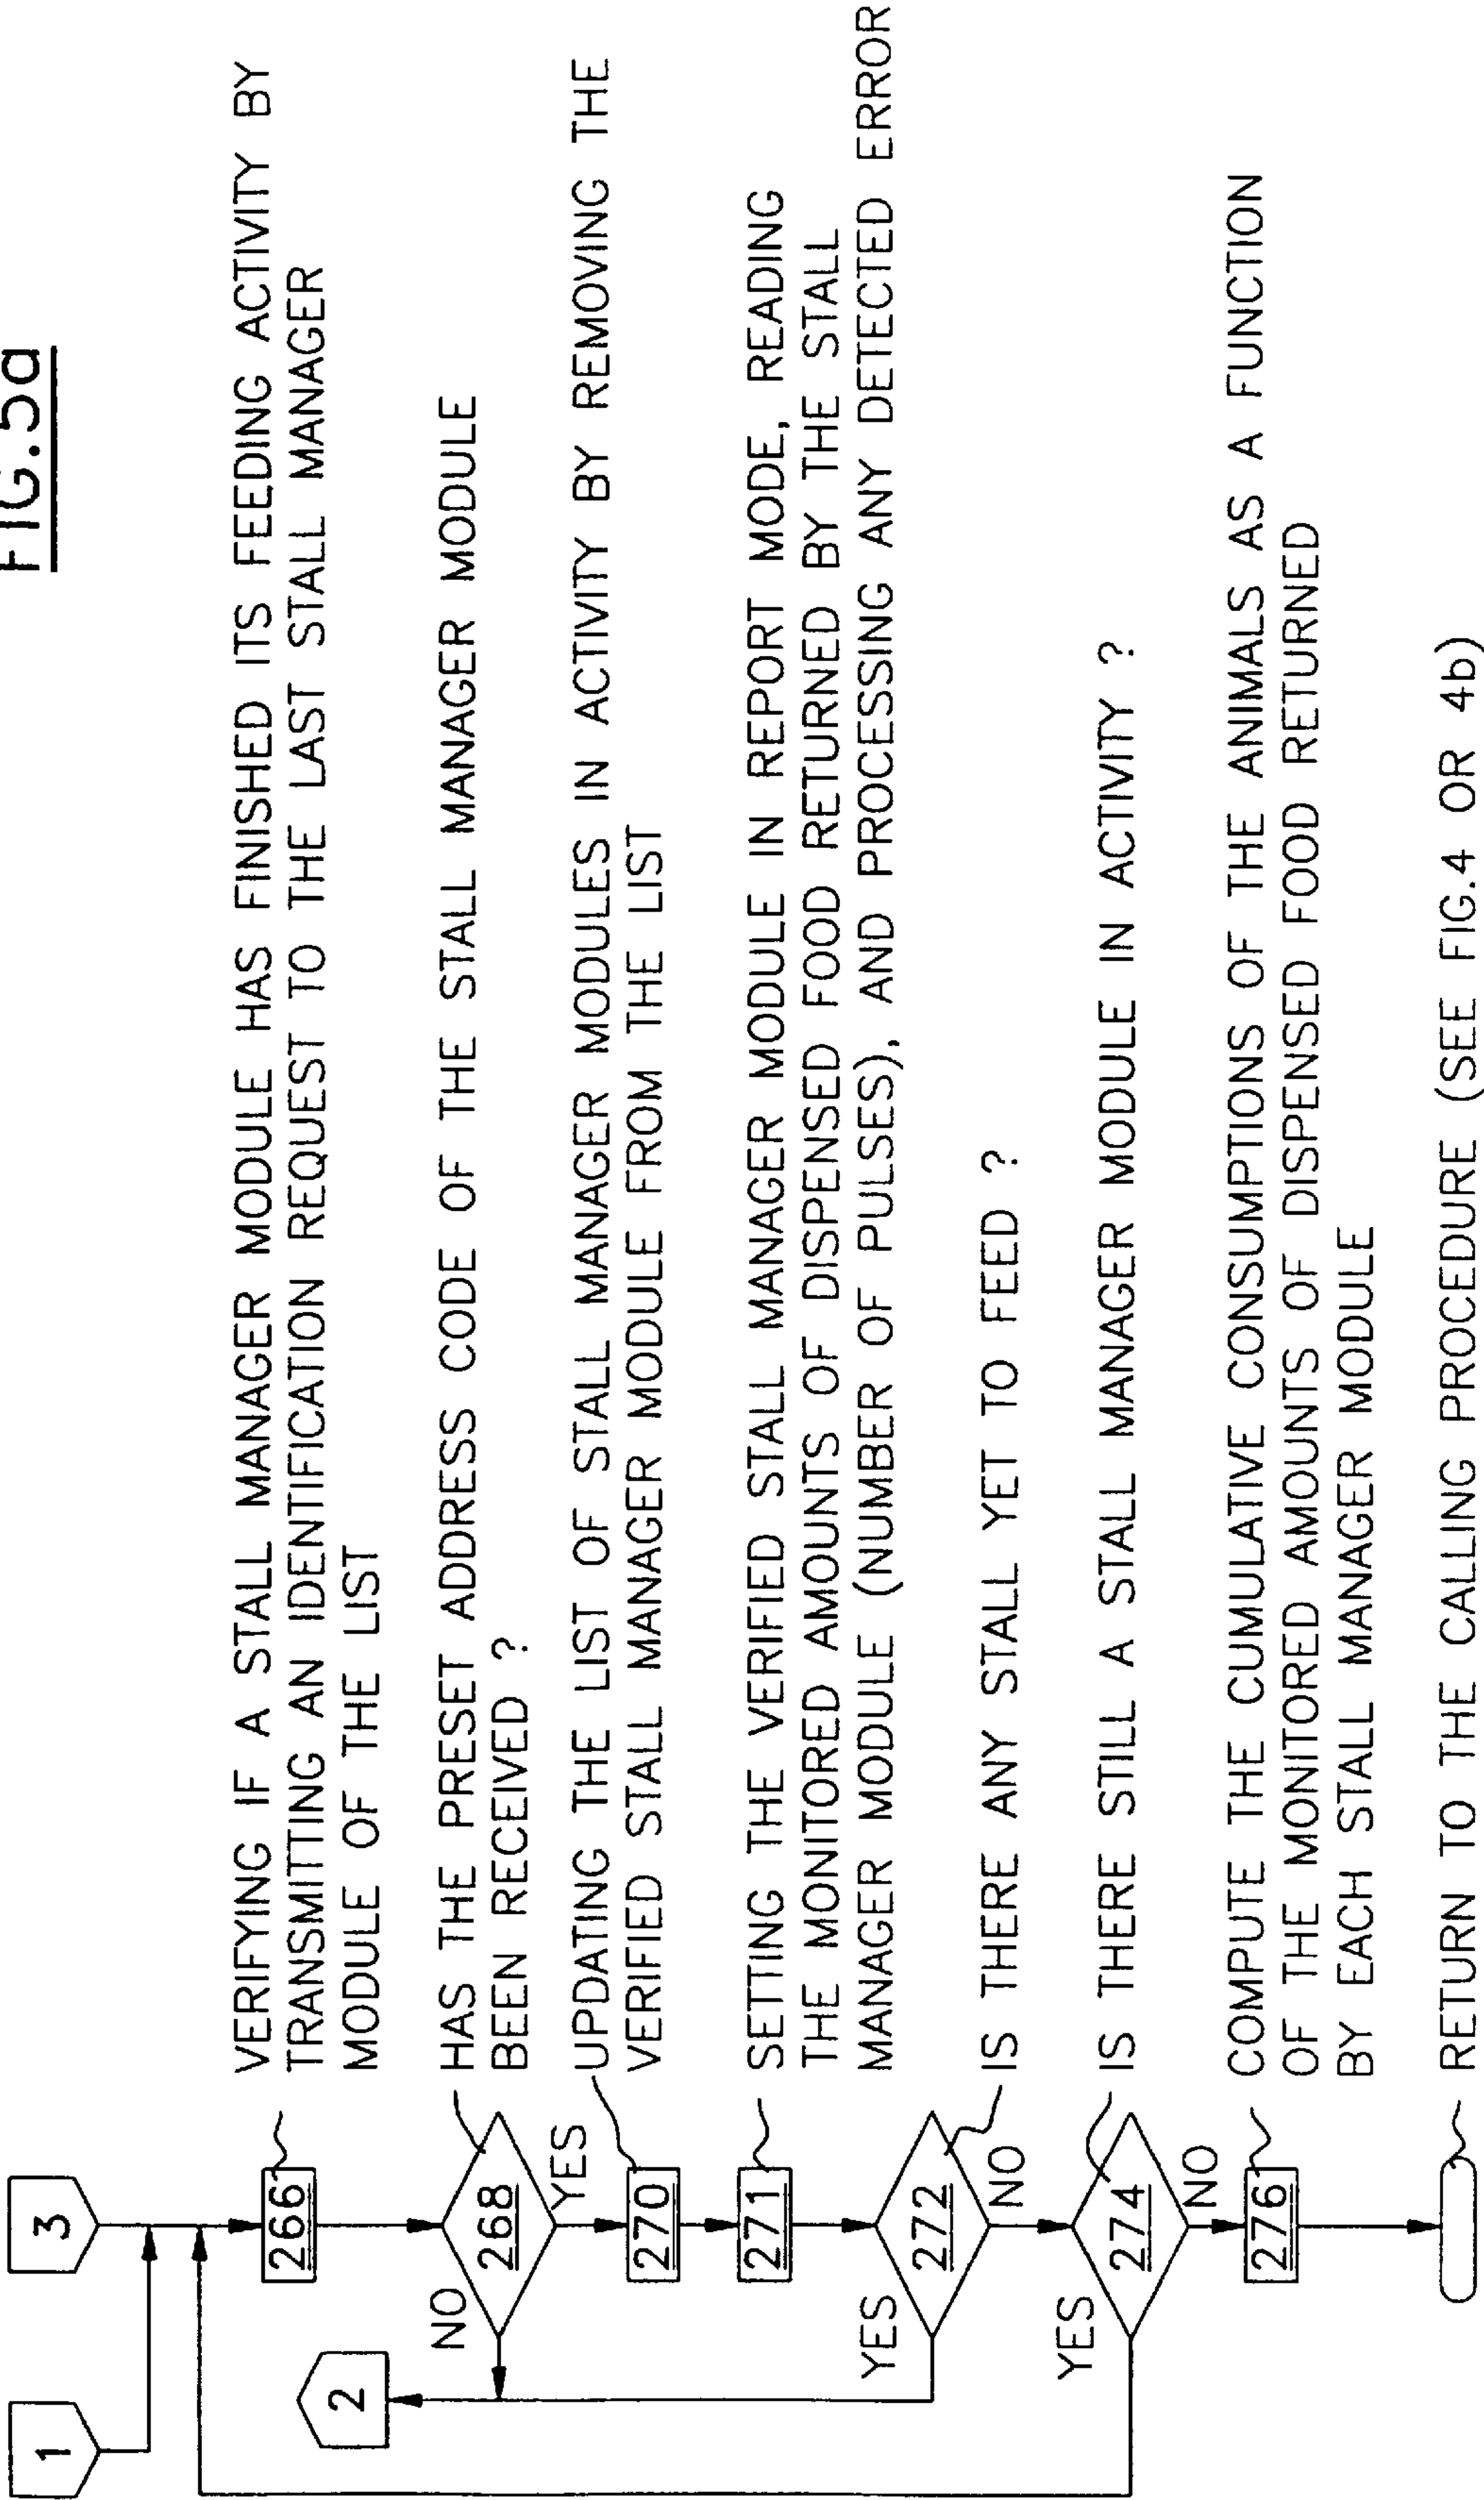 FIG.5a
1
3
266
VERIFYING IF A STALL MANAGER MODULE HAS FINISHED ITS FEEDING ACTIVITY BY
TRANSMITTING AN IDENTIFICATION REQUEST TO THE LAST STALL MANAGER
MODULE OF THE LIST
2
NO
268
HAS THE PRESET ADDRESS CODE OF THE STALL MANAGER MODULE
BEEN RECEIVED ?
YES
270
UPDATING THE LIST OF STALL MANAGER MODULES IN ACTIVITY BY REMOVING THE
VERIFIED STALL MANAGER MODULE FROM THE LIST
271
SETTING THE VERIFIED STALL MANAGER MODULE IN REPORT MODE, READING
THE MONITORED AMOUNTS OF DISPENSED FOOD RETURNED BY THE STALL
MANAGER MODULE (NUMBER OF PULSES), AND PROCESSING ANY DETECTED ERROR
YES
272
IS THERE ANY STALL YET TO FEED ?
NO
YES
274
IS THERE STILL A STALL MANAGER MODULE IN ACTIVITY ?
NO
276
COMPUTE THE CUMULATIVE CONSUMPTIONS OF THE ANIMALS AS A FUNCTION
OF THE MONITORED AMOUNTS OF DISPENSED FOOD RETURNED
BY EACH STALL MANAGER MODULE
RETURN TO THE CALLING PROCEDURE (SEE FIG.4 OR 4b)